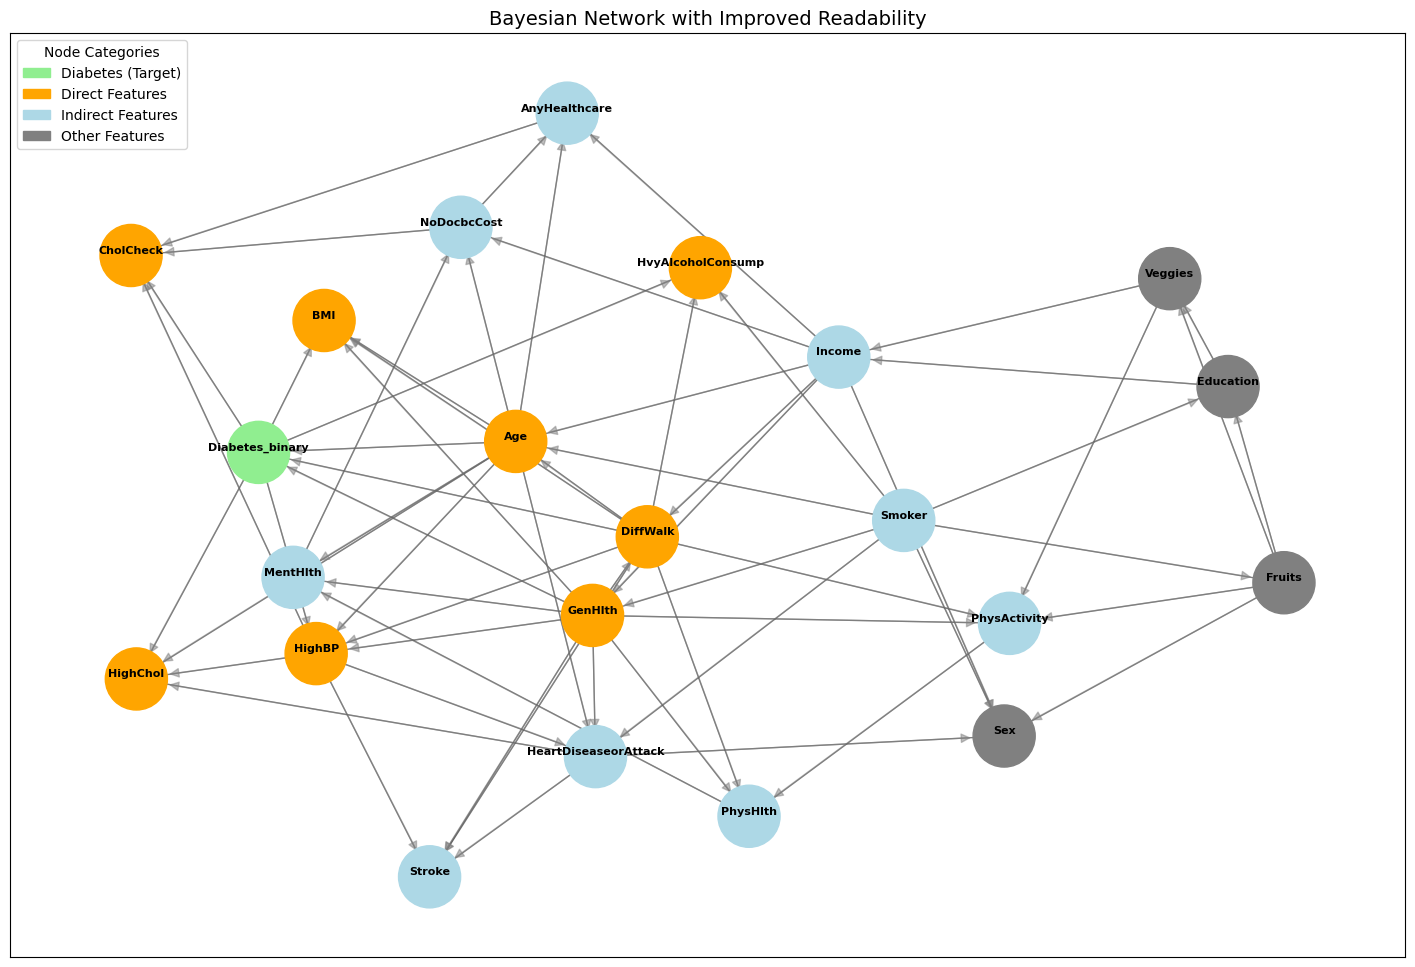 Bayesian Network with Improved Readability
Node Categories
Diabetes (Target)
Direct Features
Indirect Features
Other Features
AnyHealthcare
NoDocbcCost
CholCheck
HvyAlcoholConsump
Veggies
BMI
Income
Education
Age
Diabetes_binary
Smoker
DiffWalk
MentHlth
Fruits
GenHlth
PhysActivity
HighBP
HighChol
Sex
HeartDiseaseorAttack
PhysHlth
Stroke